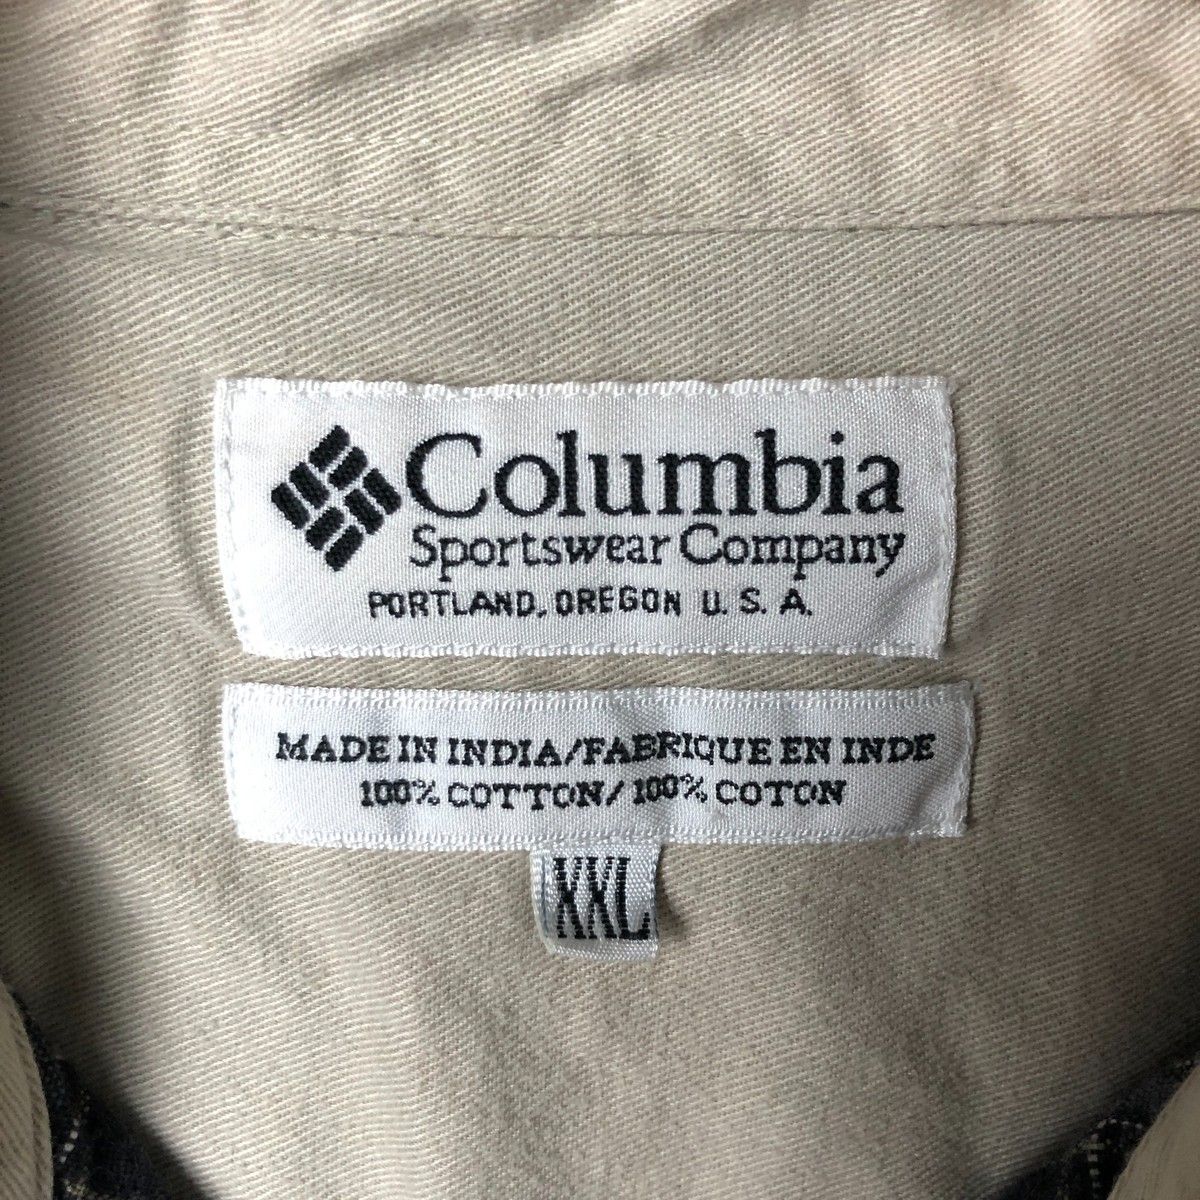 Columbia
Sportswear Company
PORTLAND, OREGON U.S.A.
MADE IN INDIA/FABRIQUE EN INDE
100% COTTON/100% COTON
XXL